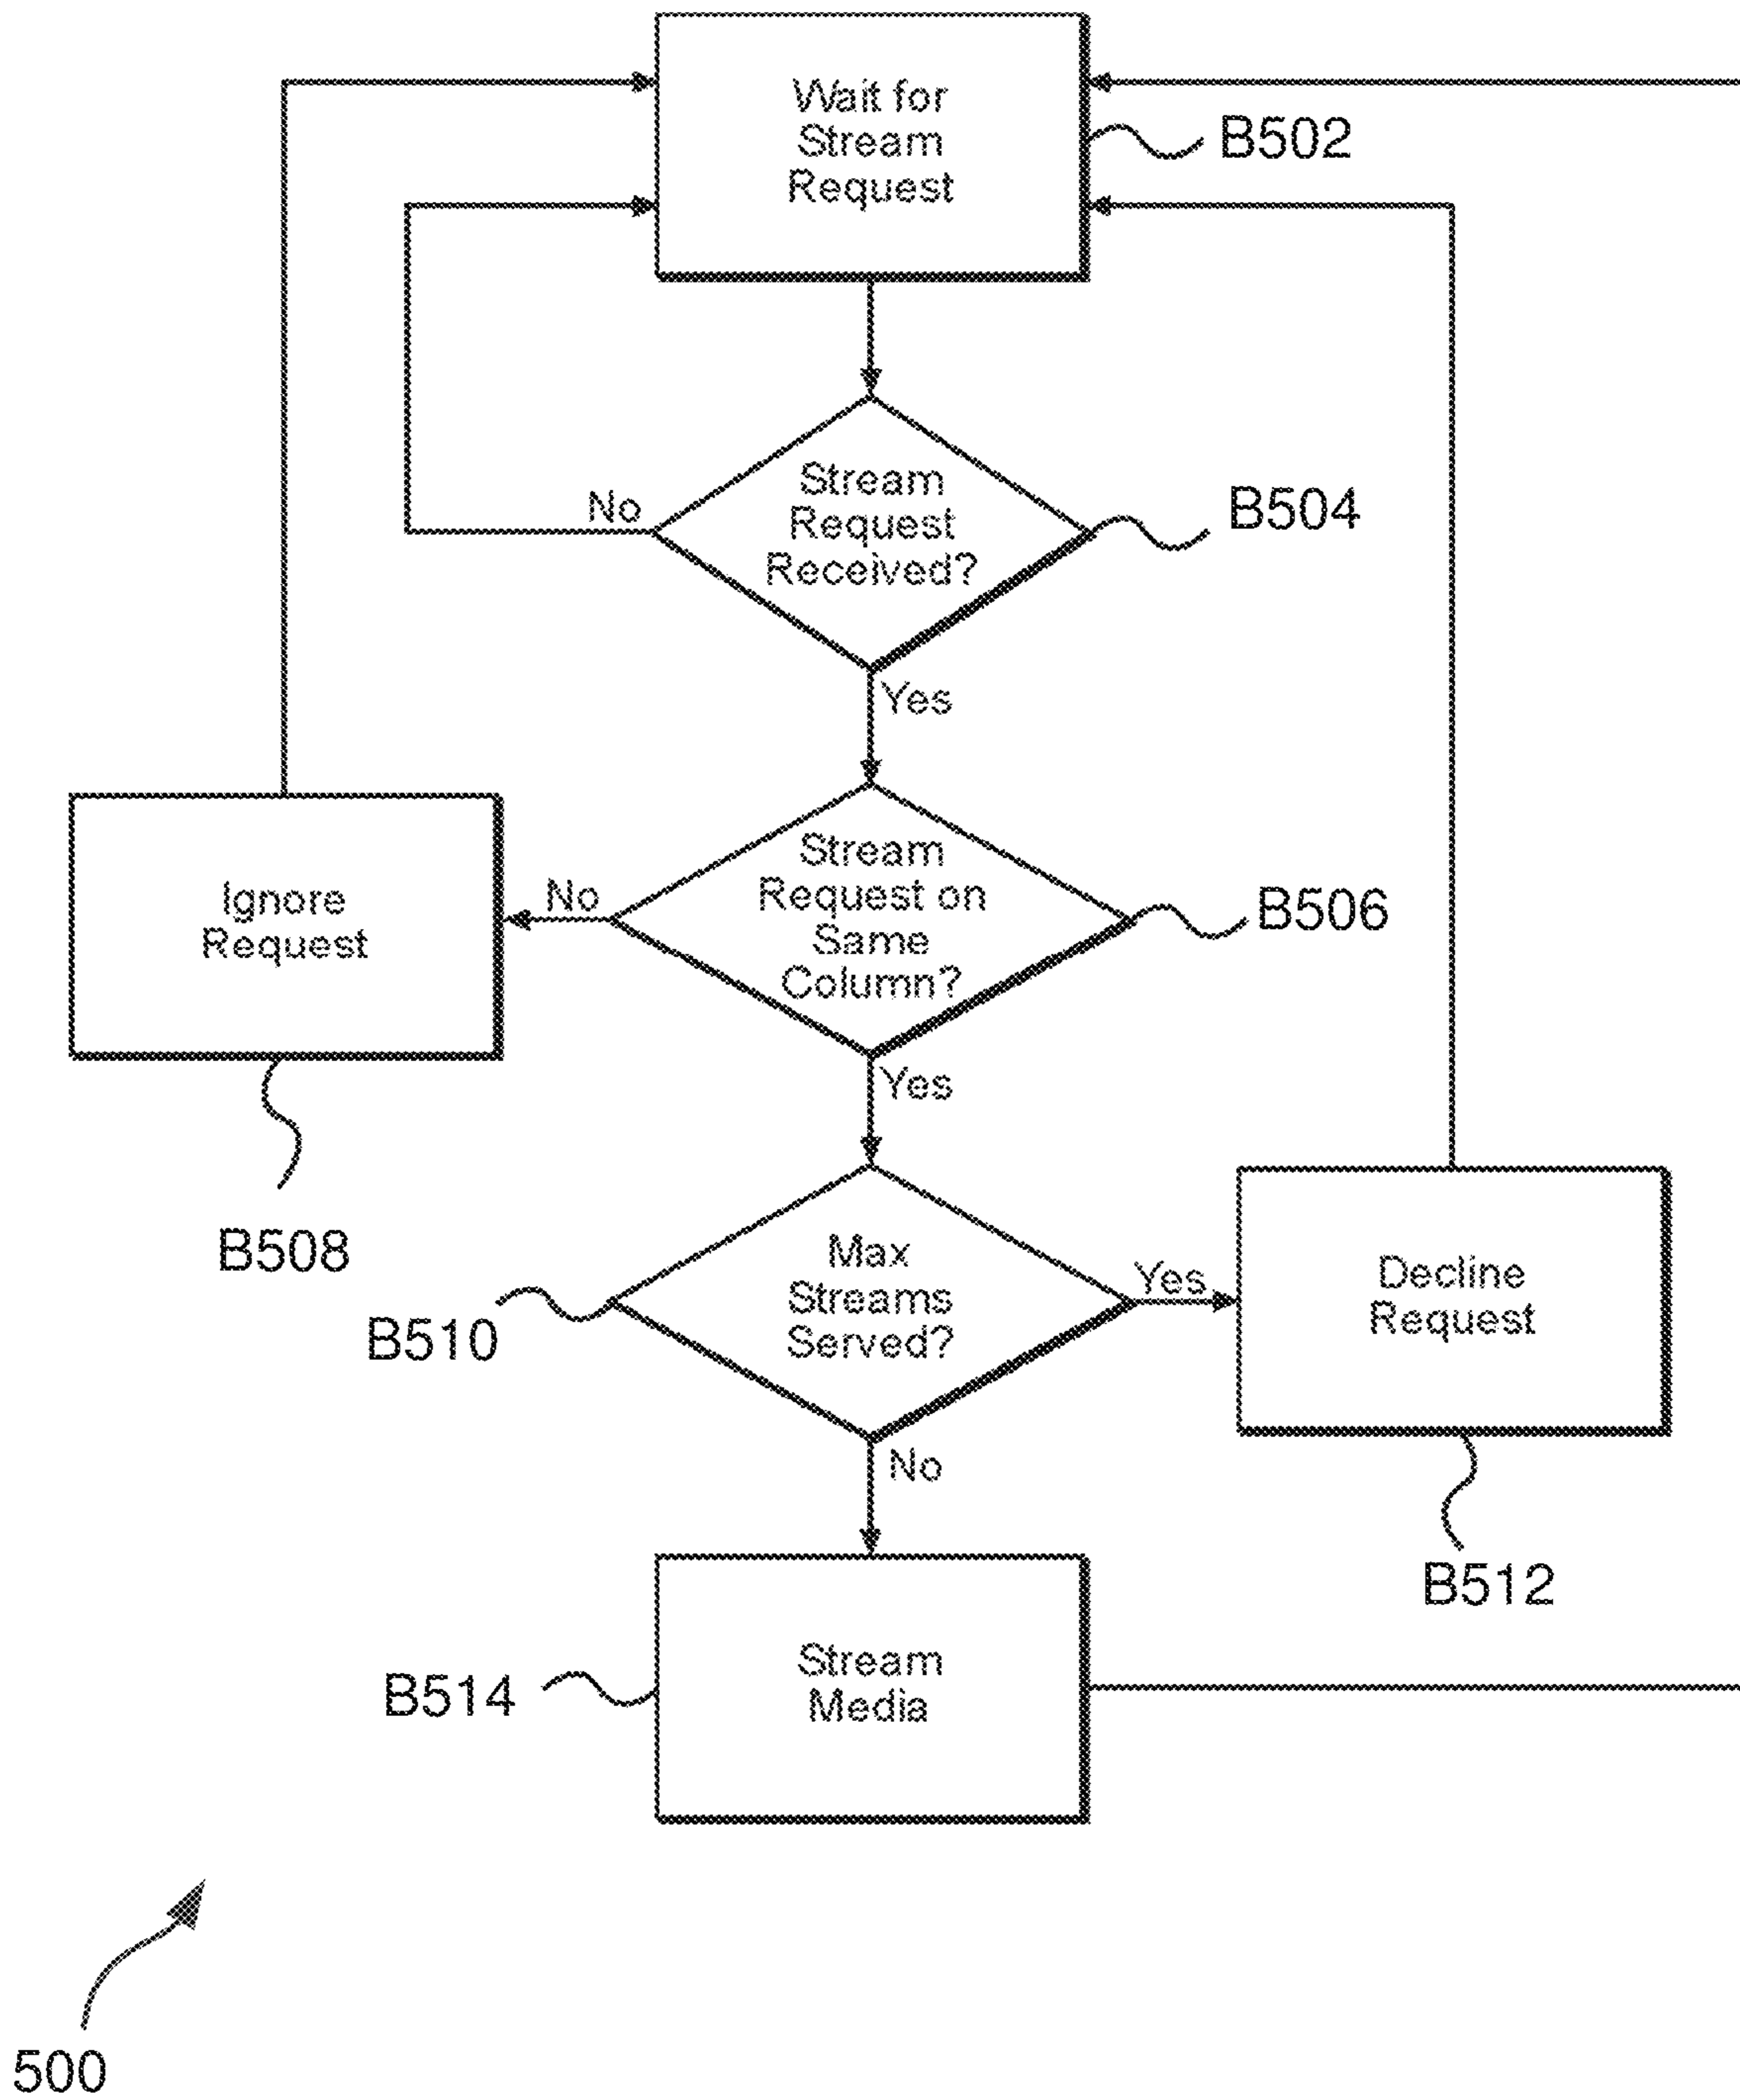 Wait for
Stream
Request
B502
Stream
Request
Received?
B504
No
Yes
Stream
Request on
Same
Column?
B506
No
Ignore
Request
B508
Yes
Max
Streams
Served?
B510
Yes
Decline
Request
B512
No
Stream
Media
B514
500